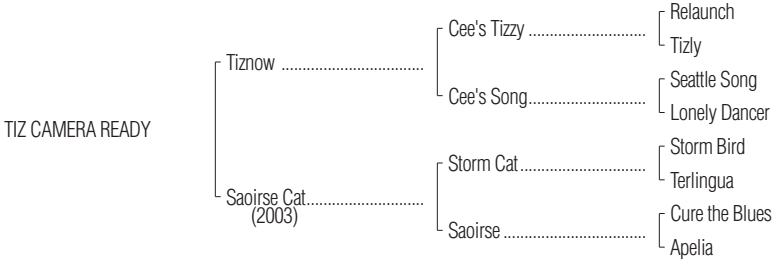 Relaunch
Cee's Tizzy
Tizly
Tiznow
Seattle Song
Cee's Song
Lonely Dancer
TIZ CAMERA READY
Storm Bird
Storm Cat
Terlingua
Saoirse Cat
(2003)
Cure the Blues
Saoirse
Apelia